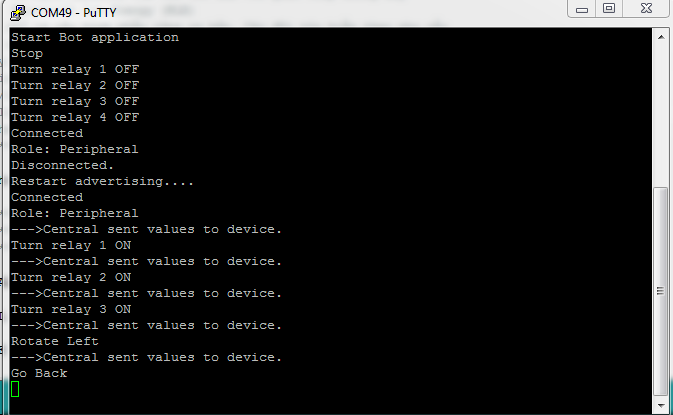 COM49 - PuTTY
Start Bot application
Stop
Turn relay 1 OFF
Turn relay 2 OFF
Turn relay 3 OFF
Turn relay 4 OFF
Connected
Role: Peripheral
Disconnected.
Restart advertising....
Connected
Role: Peripheral
--->Central sent values to device.
Turn relay 1 ON
--->Central sent values to device.
Turn relay 2 ON
--->Central sent values to device.
Turn relay 3 ON
--->Central sent values to device.
Rotate Left
--->Central sent values to device.
Go Back